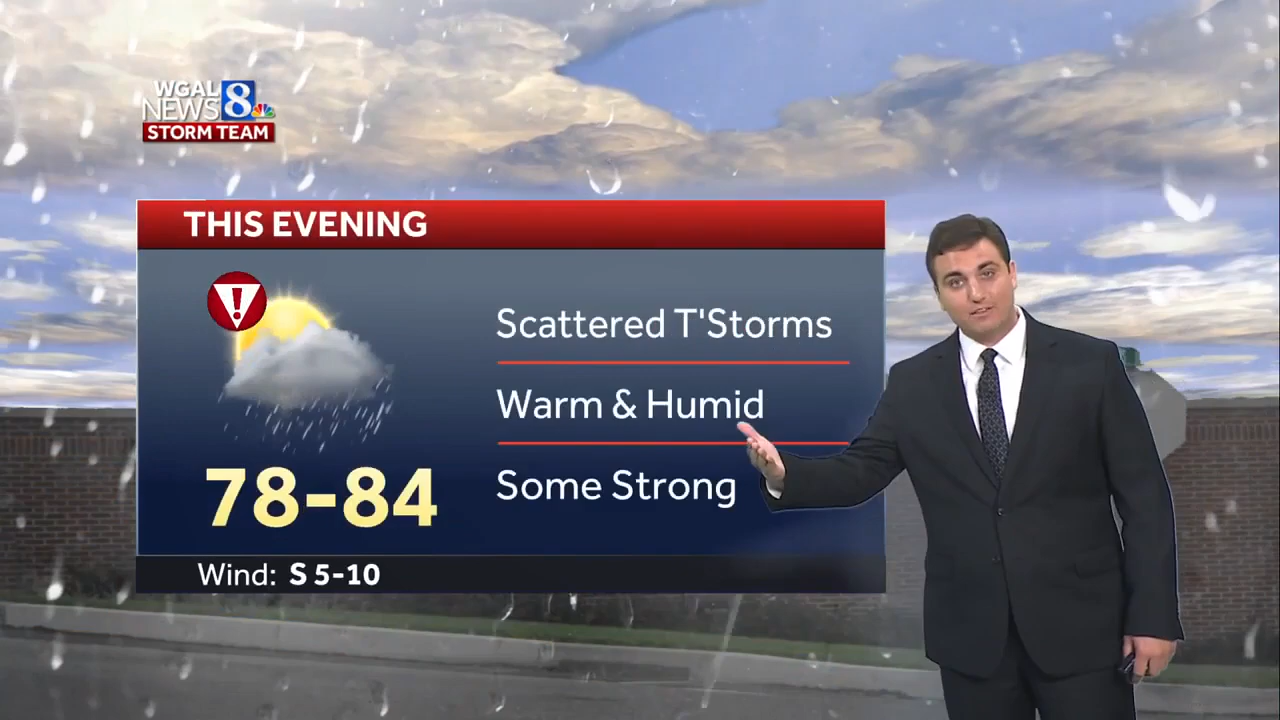 WGAL
NEWS 8
STORM TEAM
THIS EVENING
!
Scattered T'Storms
Warm & Humid
78-84
Some Strong
Wind: S 5-10